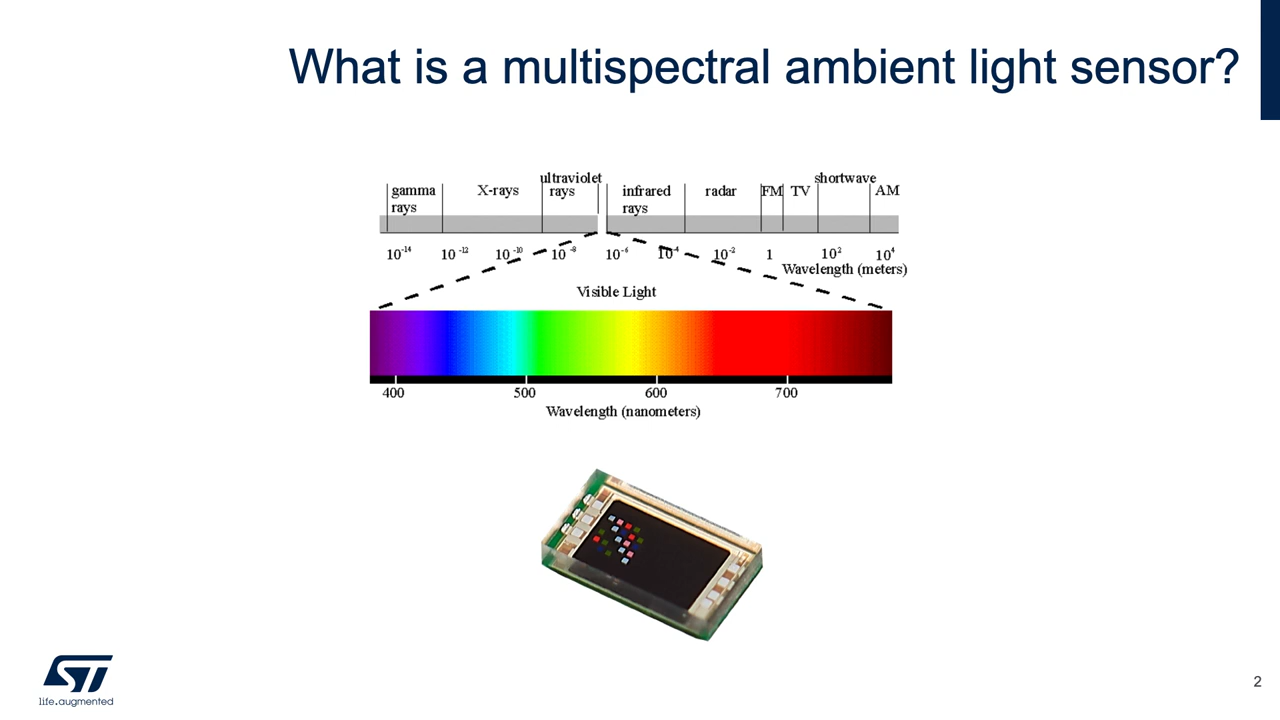 What is a multispectral ambient light sensor?
ultraviolet shortwave
gamma X-rays rays infrared radar FM TV AM
rays rays
10⁻¹⁴ 10⁻¹² 10⁻¹⁰ 10⁻⁸ 10⁻⁶ 10⁻⁴ 10⁻² 1 10² 10⁴
Wavelength (meters)
Visible Light
400 500 600 700
Wavelength (nanometers)
ST
life.augmented
2